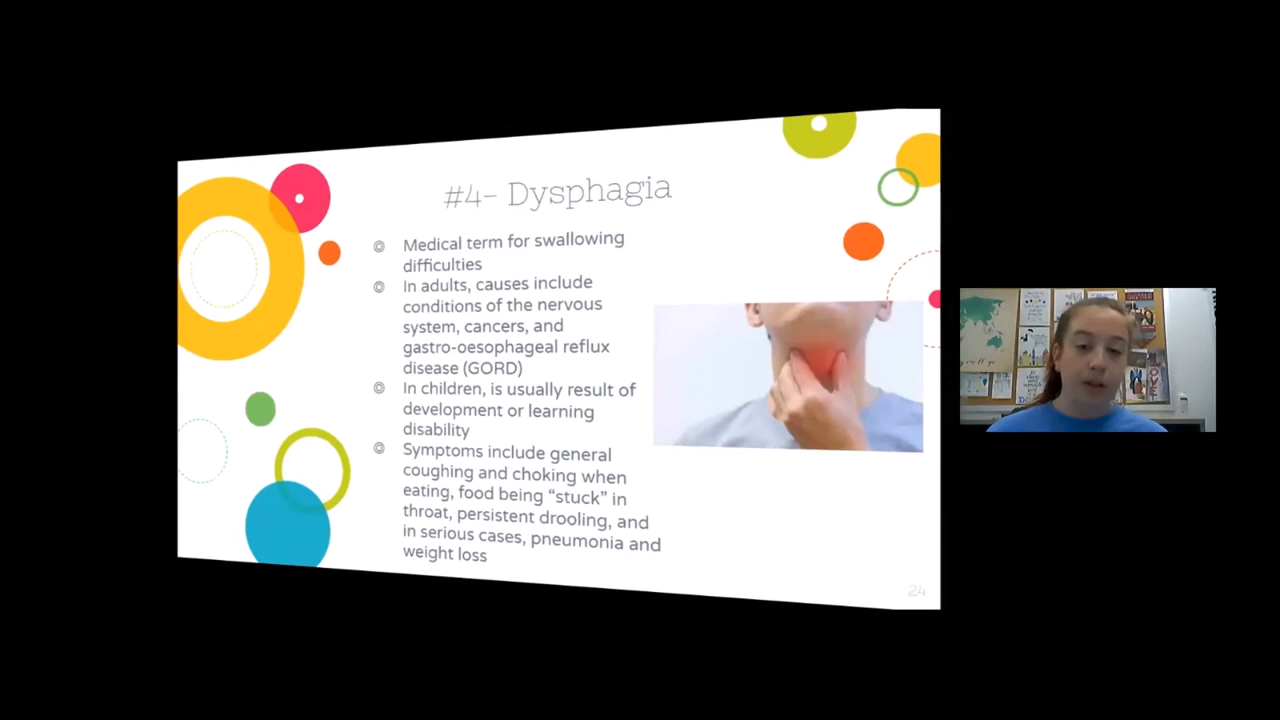 #4- Dysphagia
Medical term for swallowing
difficulties
In adults, causes include
conditions of the nervous
system, cancers, and
gastro-oesophageal reflux
disease (GORD)
In children, is usually result of
development or learning
disability
Symptoms include general
coughing and choking when
eating, food being “stuck” in
throat, persistent drooling, and
in serious cases, pneumonia and
weight loss
24